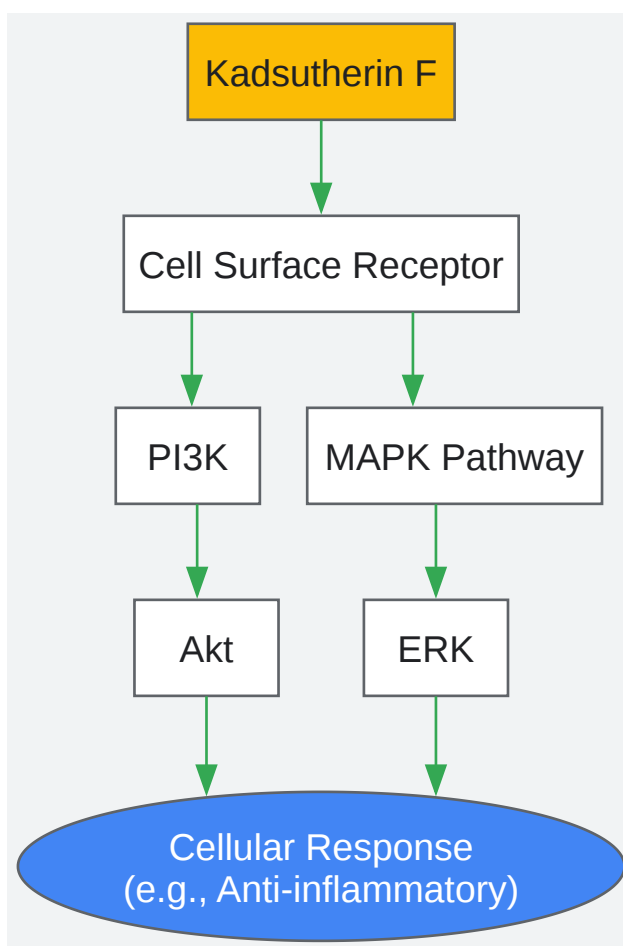 Kadsutherin F
Cell Surface Receptor
PI3K
MAPK Pathway
Akt
ERK
Cellular Response
(e.g., Anti-inflammatory)